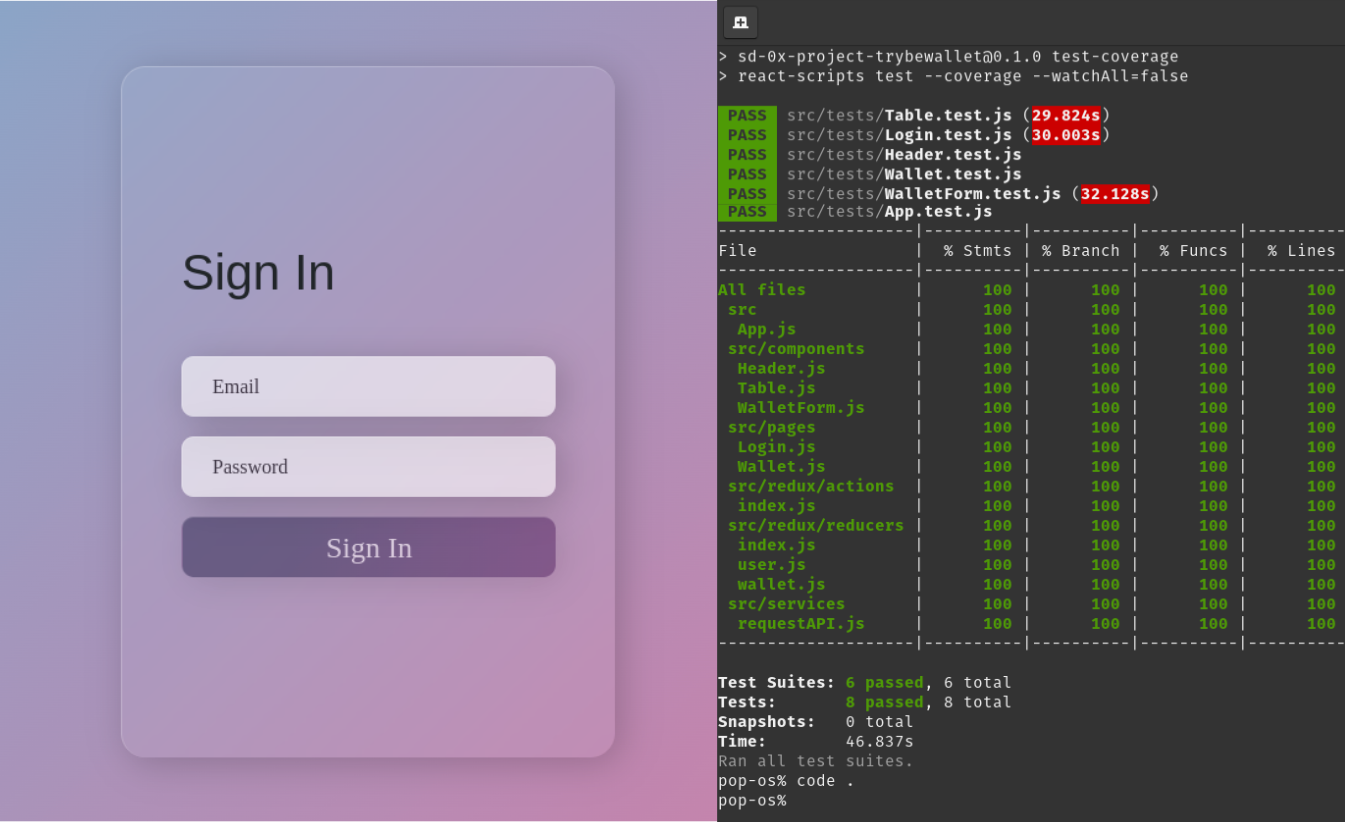 Sign In
Email
Password
Sign In
> sd-0x-project-trybewallet@0.1.0 test-coverage
> react-scripts test --coverage --watchAll=false
PASS src/tests/Table.test.js (29.824s)
PASS src/tests/Login.test.js (30.003s)
PASS src/tests/Header.test.js
PASS src/tests/Wallet.test.js
PASS src/tests/WalletForm.test.js (32.128s)
PASS src/tests/App.test.js
--------------------|----------|----------|----------|----------
File                |  % Stmts | % Branch |  % Funcs |  % Lines
--------------------|----------|----------|----------|----------
All files           |      100 |      100 |      100 |      100
 src                |      100 |      100 |      100 |      100
  App.js            |      100 |      100 |      100 |      100
 src/components     |      100 |      100 |      100 |      100
  Header.js         |      100 |      100 |      100 |      100
  Table.js          |      100 |      100 |      100 |      100
  WalletForm.js     |      100 |      100 |      100 |      100
 src/pages          |      100 |      100 |      100 |      100
  Login.js          |      100 |      100 |      100 |      100
  Wallet.js         |      100 |      100 |      100 |      100
 src/redux/actions  |      100 |      100 |      100 |      100
  index.js          |      100 |      100 |      100 |      100
 src/redux/reducers |      100 |      100 |      100 |      100
  index.js          |      100 |      100 |      100 |      100
  user.js           |      100 |      100 |      100 |      100
  wallet.js         |      100 |      100 |      100 |      100
 src/services       |      100 |      100 |      100 |      100
  requestAPI.js     |      100 |      100 |      100 |      100
--------------------|----------|----------|----------|----------
Test Suites: 6 passed, 6 total
Tests:       8 passed, 8 total
Snapshots:   0 total
Time:        46.837s
Ran all test suites.
pop-os% code .
pop-os%